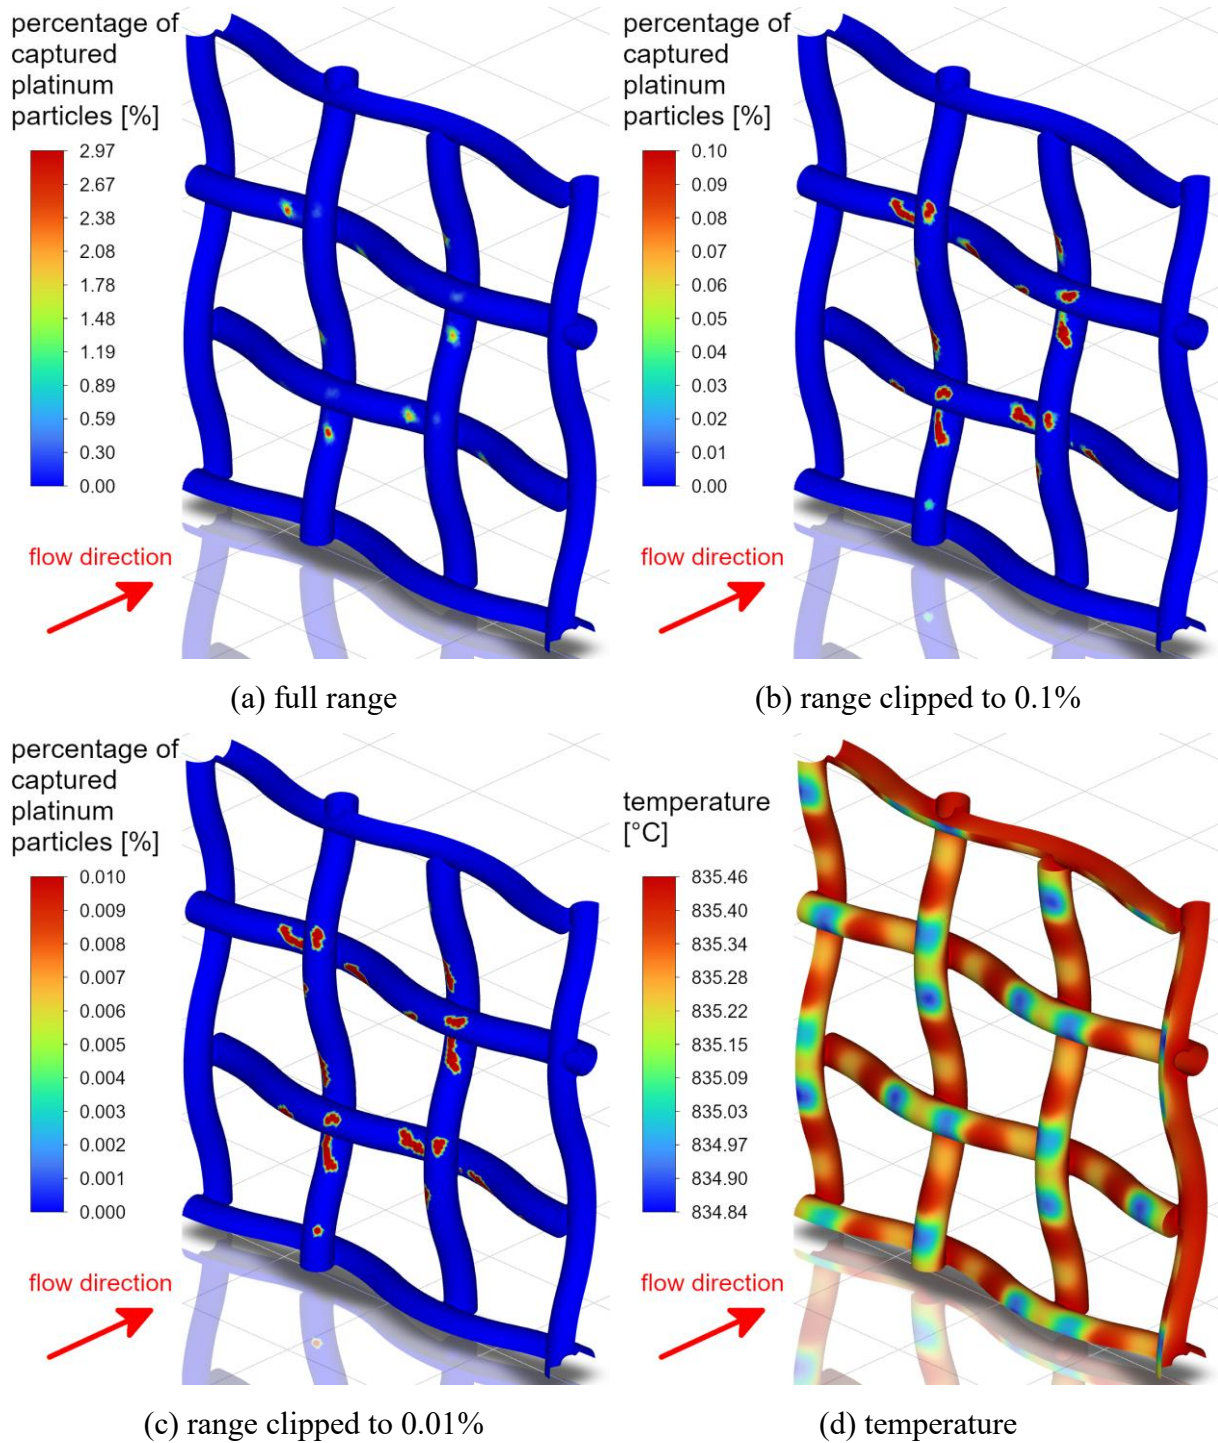 percentage of
captured
platinum
particles [%]
2.97
2.67
2.38
2.08
1.78
1.48
1.19
0.89
0.59
0.30
0.00
flow direction
(a) full range
percentage of
captured
platinum
particles [%]
0.10
0.09
0.08
0.07
0.06
0.05
0.04
0.03
0.02
0.01
0.00
flow direction
(b) range clipped to 0.1%
percentage of
captured
platinum
particles [%]
0.010
0.009
0.008
0.007
0.006
0.005
0.004
0.003
0.002
0.001
0.000
flow direction
(c) range clipped to 0.01%
temperature
[°C]
835.46
835.40
835.34
835.28
835.22
835.15
835.09
835.03
834.97
834.90
834.84
flow direction
(d) temperature